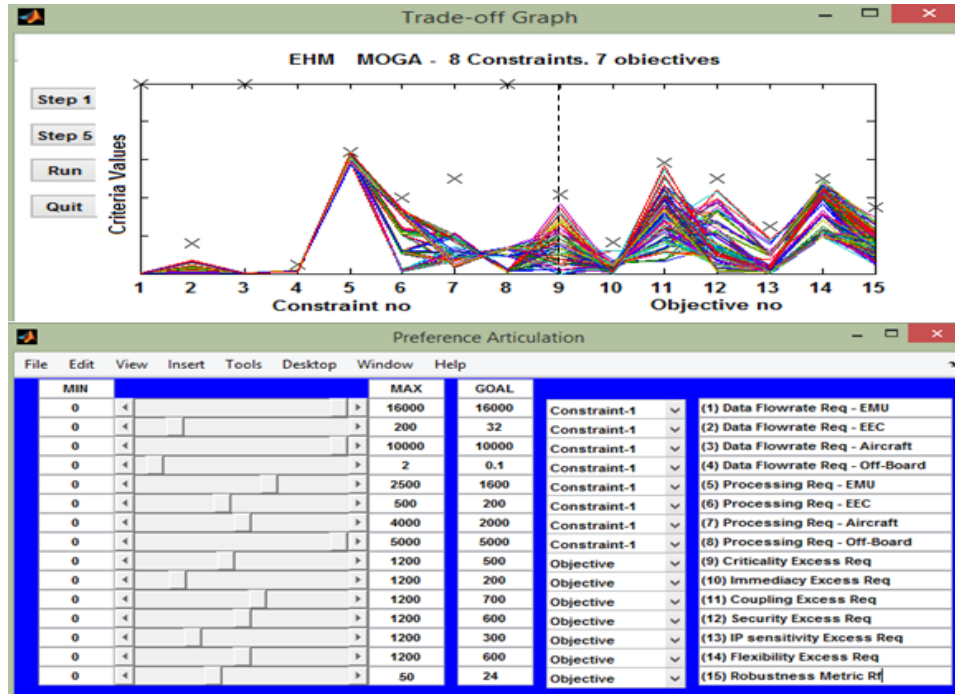 Trade-off Graph
EHM MOGA - 8 Constraints. 7 obiectives
Step 1
Step 5
Run
Quit
Criteria Values
1 2 3 4 5 6 7 8 9 10 11 12 13 14 15
Constraint no Objective no
Preference Articulation
File Edit View Insert Tools Desktop Window Help
MIN MAX GOAL
0 16000 16000 Constraint-1 (1) Data Flowrate Req - EMU
0 200 32 Constraint-1 (2) Data Flowrate Req - EEC
0 10000 10000 Constraint-1 (3) Data Flowrate Req - Aircraft
0 2 0.1 Constraint-1 (4) Data Flowrate Req - Off-Board
0 2500 1600 Constraint-1 (5) Processing Req - EMU
0 500 200 Constraint-1 (6) Processing Req - EEC
0 4000 2000 Constraint-1 (7) Processing Req - Aircraft
0 5000 5000 Constraint-1 (8) Processing Req - Off-Board
0 1200 500 Objective (9) Criticality Excess Req
0 1200 200 Objective (10) Immediacy Excess Req
0 1200 700 Objective (11) Coupling Excess Req
0 1200 600 Objective (12) Security Excess Req
0 1200 300 Objective (13) IP sensitivity Excess Req
0 1200 600 Objective (14) Flexibility Excess Req
0 50 24 Objective (15) Robustness Metric Rf